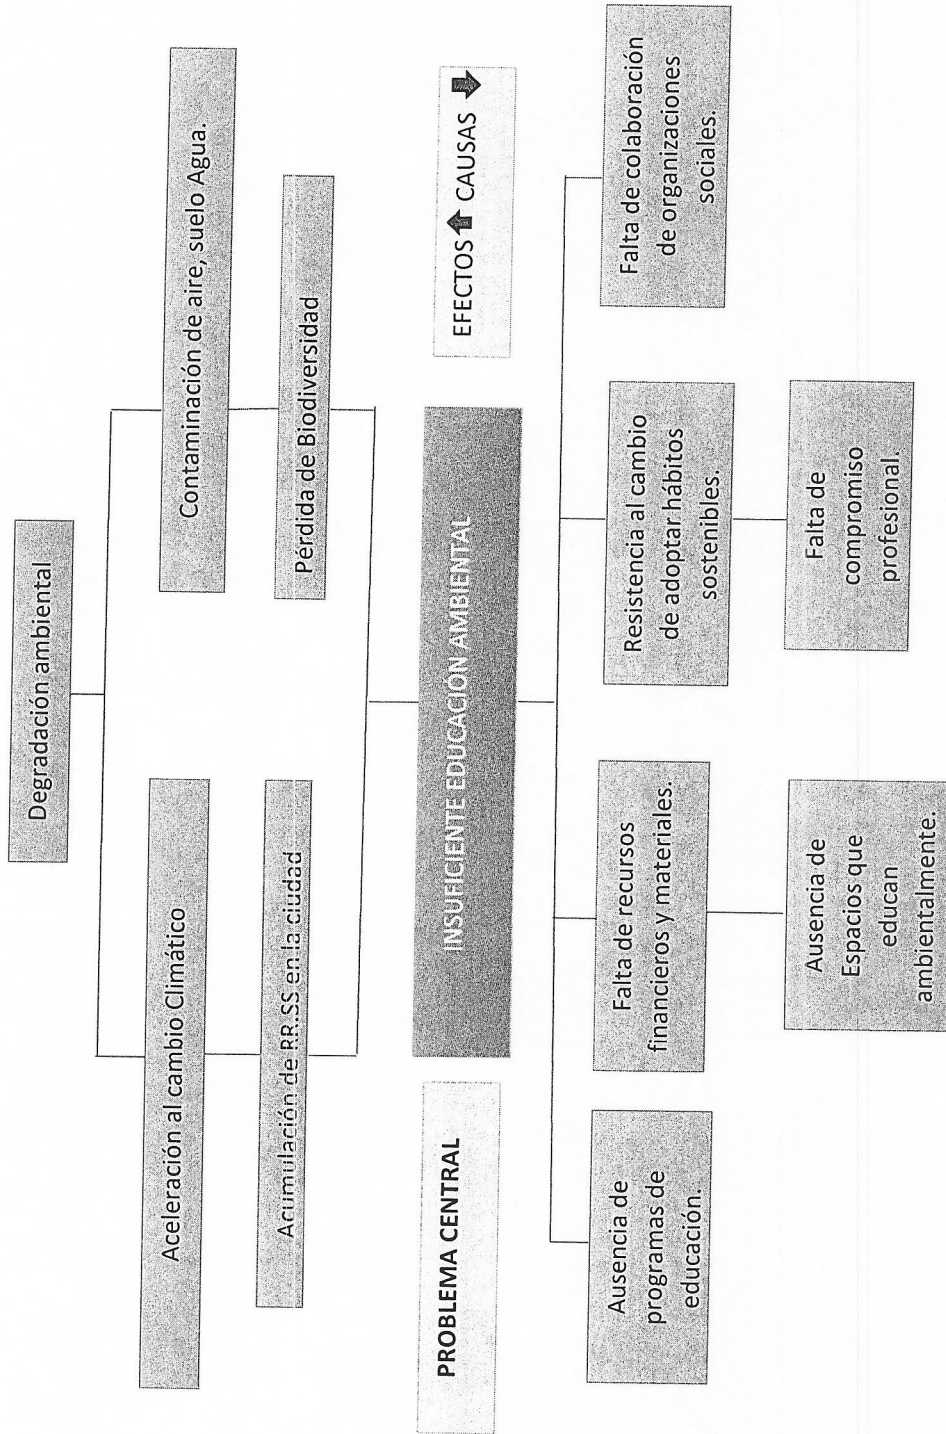 Degradación ambiental
Aceleración al cambio Climático
Contaminación de aire, suelo Agua.
Acumulación de RR.SS en la ciudad
Pérdida de Biodiversidad
PROBLEMA CENTRAL
INSUFICIENTE EDUCACIÓN AMBIENTAL
EFECTOS CAUSAS
Ausencia de
programas de
educación.
Falta de recursos
financieros y materiales.
Resistencia al cambio
de adoptar hábitos
sostenibles.
Falta de colaboración
de organizaciones
sociales.
Ausencia de
Espacios que
educan
ambientalmente.
Falta de
compromiso
profesional.